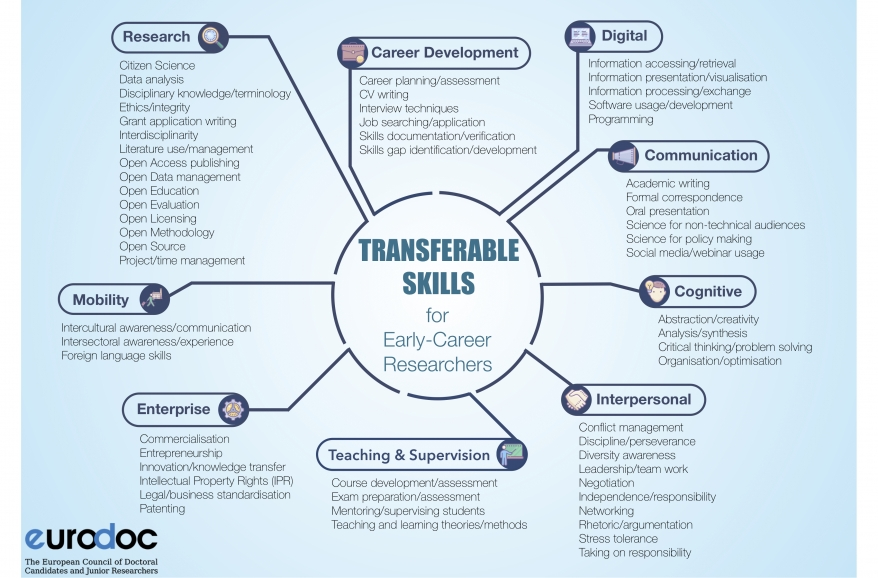 Research
Citizen Science
Data analysis
Disciplinary knowledge/terminology
Ethics/integrity
Grant application writing
Interdisciplinarity
Literature use/management
Open Access publishing
Open Data management
Open Education
Open Evaluation
Open Licensing
Open Methodology
Open Source
Project/time management
Career Development
Career planning/assessment
CV writing
Interview techniques
Job searching/application
Skills documentation/verification
Skills gap identification/development
Digital
Information accessing/retrieval
Information presentation/visualisation
Information processing/exchange
Software usage/development
Programming
Communication
Academic writing
Formal correspondence
Oral presentation
Science for non-technical audiences
Science for policy making
Social media/webinar usage
TRANSFERABLE
SKILLS
for
Early-Career
Researchers
Mobility
Intercultural awareness/communication
Intersectoral awareness/experience
Foreign language skills
Cognitive
Abstraction/creativity
Analysis/synthesis
Critical thinking/problem solving
Organisation/optimisation
Enterprise
Commercialisation
Entrepreneurship
Innovation/knowledge transfer
Intellectual Property Rights (IPR)
Legal/business standardisation
Patenting
Teaching & Supervision
Course development/assessment
Exam preparation/assessment
Mentoring/supervising students
Teaching and learning theories/methods
Interpersonal
Conflict management
Discipline/perseverance
Diversity awareness
Leadership/team work
Negotiation
Independence/responsibility
Networking
Rhetoric/argumentation
Stress tolerance
Taking on responsibility
eurodoc
The European Council of Doctoral
Candidates and Junior Researchers